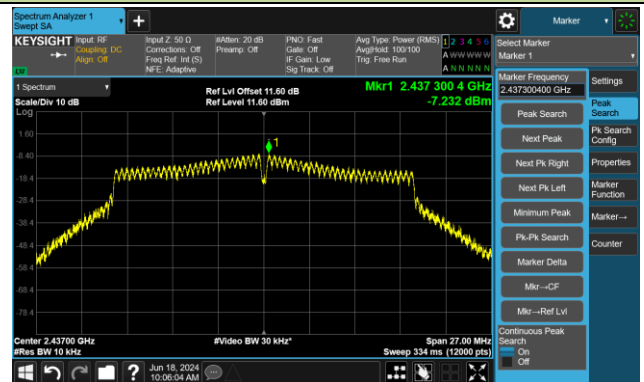 Spectrum Analyzer 1
Swept SA
Marker
KEYSIGHT
Input: RF
Coupling: DC
Align: Off
Input Z: 50 Ω
Corrections: Off
Freq Ref: Int (S)
NFE: Adaptive
#Atten: 20 dB
Preamp: Off
PNO: Fast
Gate: Off
IF Gain: Low
Sig Track: Off
Avg Type: Power (RMS)
Avg|Hold: 100/100
Trig: Free Run
1 2 3 4 5 6
A W W W W W
A N N N N N
LXI
Select Marker
Marker 1
1 Spectrum
Scale/Div 10 dB
Log
Ref Lvl Offset 11.60 dB
Ref Level 11.60 dBm
Mkr1 2.437 300 4 GHz
-7.232 dBm
1
1.60
-8.40
-18.4
-28.4
-38.4
-48.4
-58.4
-68.4
-78.4
Center 2.43700 GHz
#Res BW 10 kHz
#Video BW 30 kHz*
Span 27.00 MHz
Sweep 334 ms (12000 pts)
Marker Frequency
2.437300400 GHz
Peak Search
Next Peak
Next Pk Right
Next Pk Left
Minimum Peak
Pk-Pk Search
Marker Delta
Mkr→CF
Mkr→Ref Lvl
Continuous Peak
Search
On
Off
Settings
Peak
Search
Pk Search
Config
Properties
Marker
Function
Marker→
Counter
?
Jun 18, 2024
10:06:04 AM